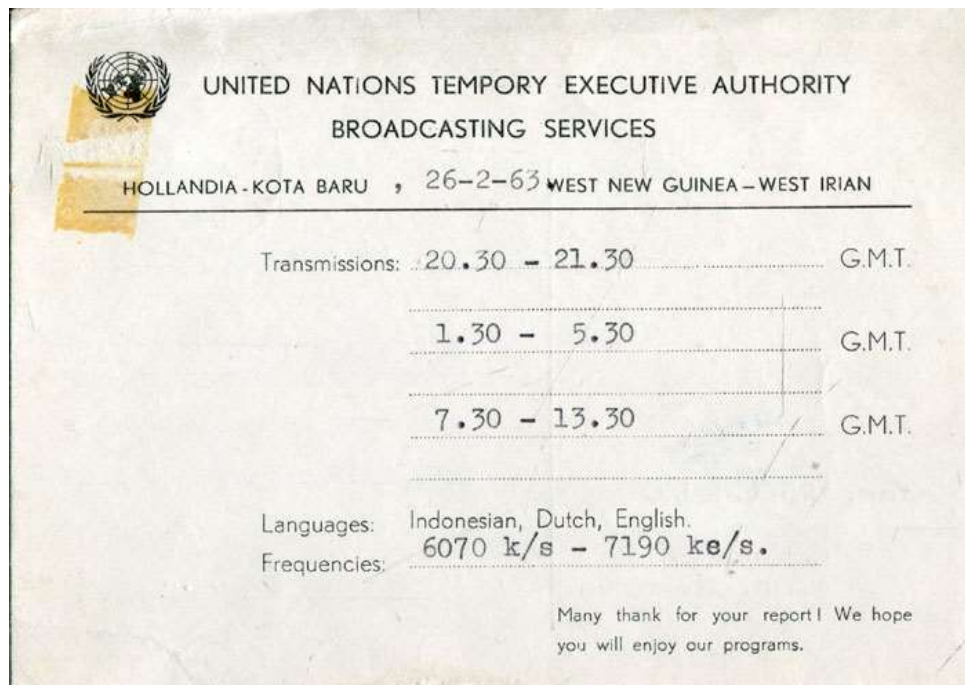 UNITED NATIONS TEMPORY EXECUTIVE AUTHORITY
BROADCASTING SERVICES
HOLLANDIA - KOTA BARU , 26-2-63 WEST NEW GUINEA – WEST IRIAN
Transmissions: 20.30 - 21.30 G.M.T.
1.30 - 5.30 G.M.T.
7.30 - 13.30 G.M.T.
Languages: Indonesian, Dutch, English.
Frequencies: 6070 k/s - 7190 ke/s.
Many thank for your report! We hope
you will enjoy our programs.